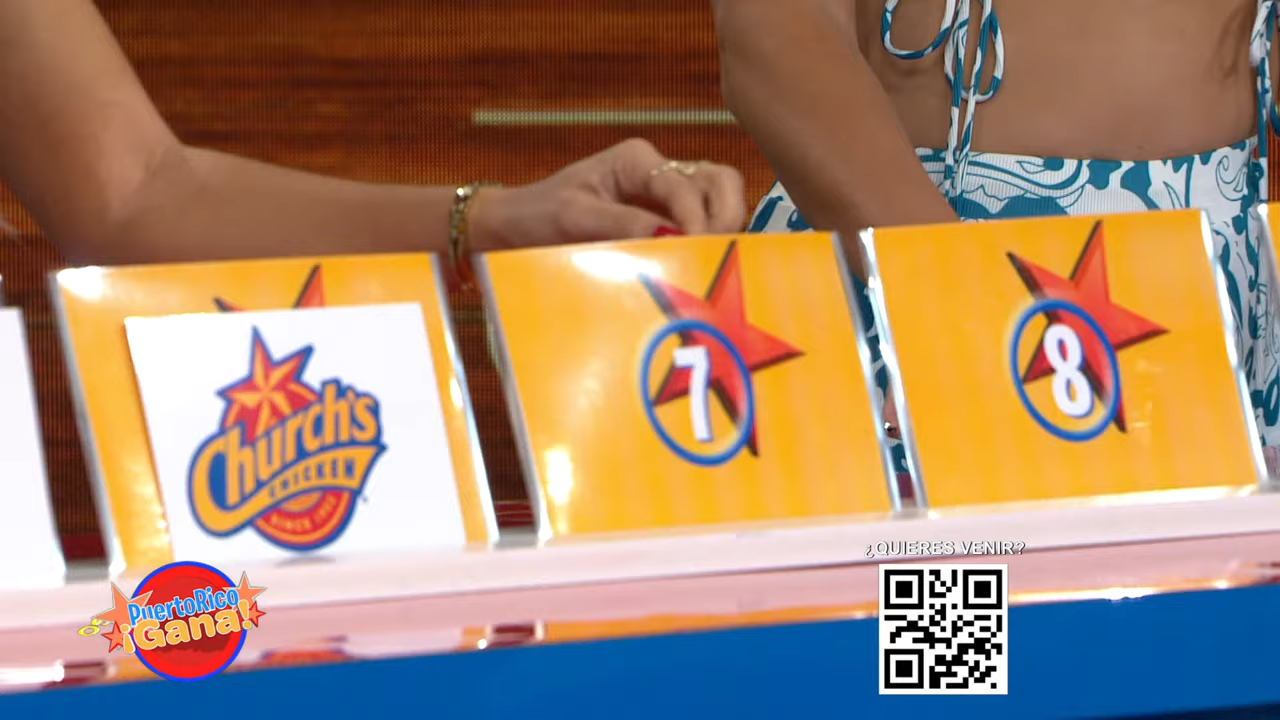 Church's
CHICKEN
SINCE 1952
7
8
¿QUIERES VENIR?
PuertoRico
¡Gana!